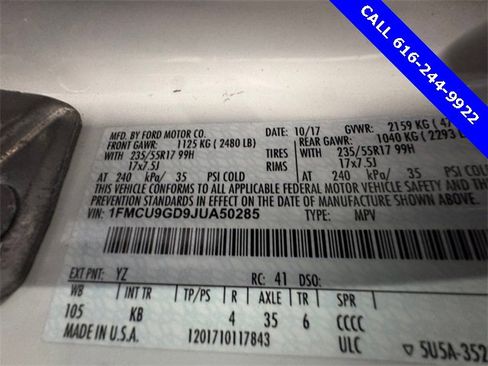 CALL 616-244-9922
MFD. BY FORD MOTOR CO. DATE: 10/17 GVWR: 2159 KG
FRONT GAWR: 1125 KG ( 2480 LB) REAR GAWR: 1040 KG ( 2293
WITH 235/55R17 99H TIRES WITH 235/55R17 99H
17x7.5J RIMS 17x7.5J
AT 240 kPa/ 35 PSI COLD AT 240 kPa/ 35 PSI COLD
THIS VEHICLE CONFORMS TO ALL APPLICABLE FEDERAL MOTOR VEHICLE
PREVENTION STANDARDS IN EFFECT ON THE DATE OF MANUFACTURE SHOWN
VIN: 1FMCU9GD9JUA50285 TYPE: MPV
EXT PNT: YZ RC: 41 DSO:
WB INT TR TP/PS R AXLE TR SPR
105 KB 4 35 6 CCCC
MADE IN U.S.A. 1201710117843 ULC 5U5A-352